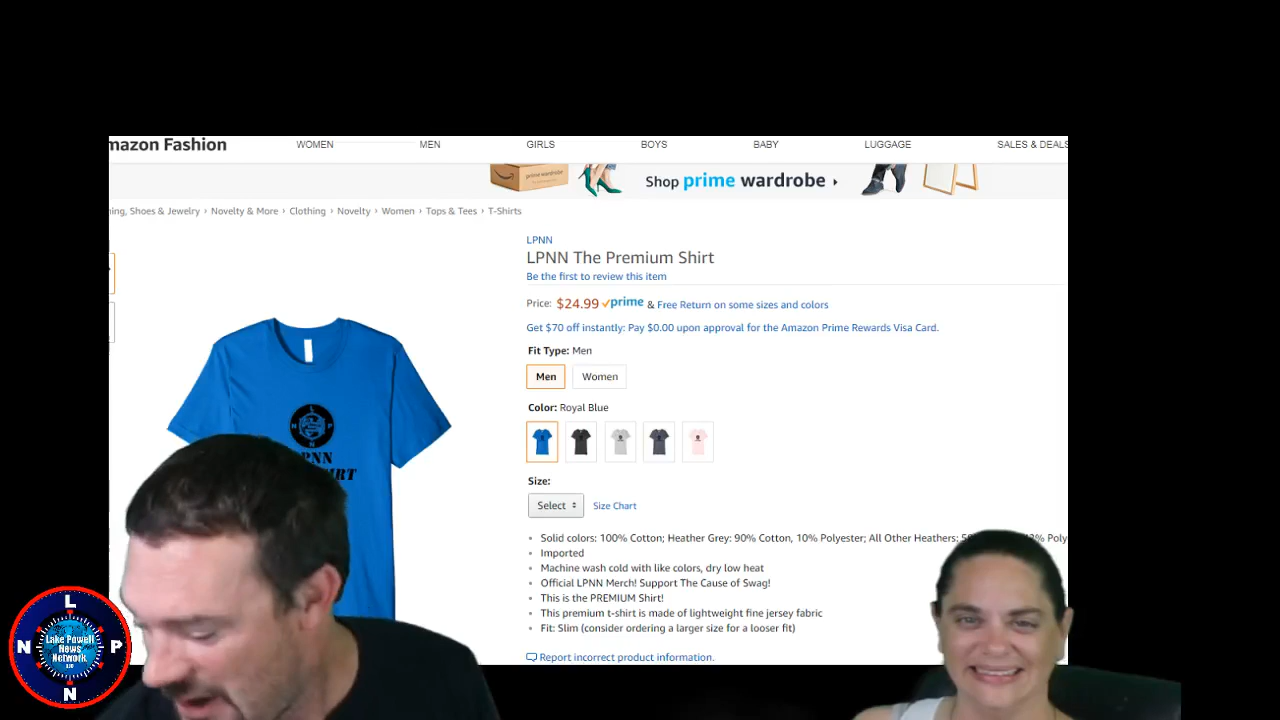 mazon Fashion
WOMEN
MEN
GIRLS
BOYS
BABY
LUGGAGE
SALES & DEALS
prime wardrobe
Shop prime wardrobe
ing, Shoes & Jewelry › Novelty & More › Clothing › Novelty › Women › Tops & Tees › T-Shirts
LPNN
LPNN The Premium Shirt
Be the first to review this item
Price: $24.99 prime & Free Return on some sizes and colors
Get $70 off instantly: Pay $0.00 upon approval for the Amazon Prime Rewards Visa Card.
Fit Type: Men
Men
Women
Color: Royal Blue
L
N P
N
PNN
RT
Size:
Select
Size Chart
Solid colors: 100% Cotton; Heather Grey: 90% Cotton, 10% Polyester; All Other Heathers: Poly
Imported
Machine wash cold with like colors, dry low heat
Official LPNN Merch! Support The Cause of Swag!
This is the PREMIUM Shirt!
This premium t-shirt is made of lightweight fine jersey fabric
Fit: Slim (consider ordering a larger size for a looser fit)
Report incorrect product information.
L
N P
Lake Powell
News
Network
N